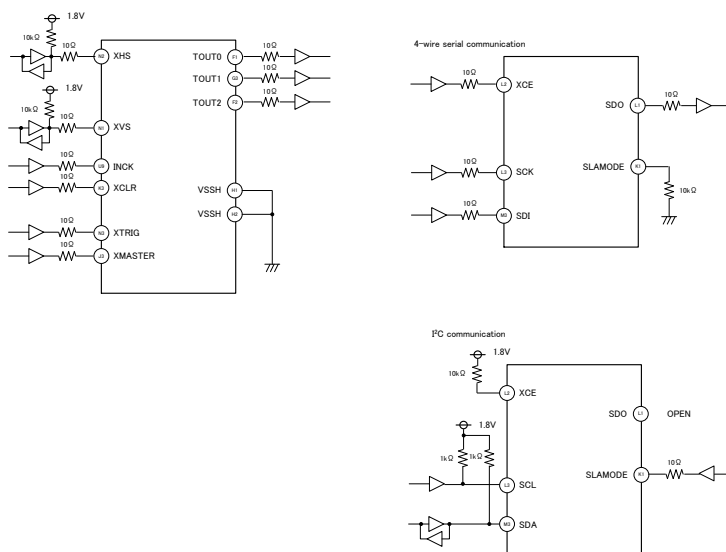 1.8V
10kΩ
10Ω
N2 XHS
TOUT0 F1
10Ω
TOUT1 G3
10Ω
TOUT2 F2
10Ω
1.8V
10kΩ
10Ω
N1 XVS
10Ω
INCK
10Ω
K3 XCLR
VSSH H1
VSSH H2
10Ω
N3 XTRIG
10Ω
J3 XMASTER
4-wire serial communication
10Ω
L2 XCE
SDO L1
10Ω
10Ω
L3 SCK
SLAMODE K1
10kΩ
10Ω
M3 SDI
I²C communication
1.8V
10kΩ
L2 XCE
SDO L1 OPEN
1.8V
1kΩ 1kΩ
SLAMODE K1
10Ω
L3 SCL
M3 SDA